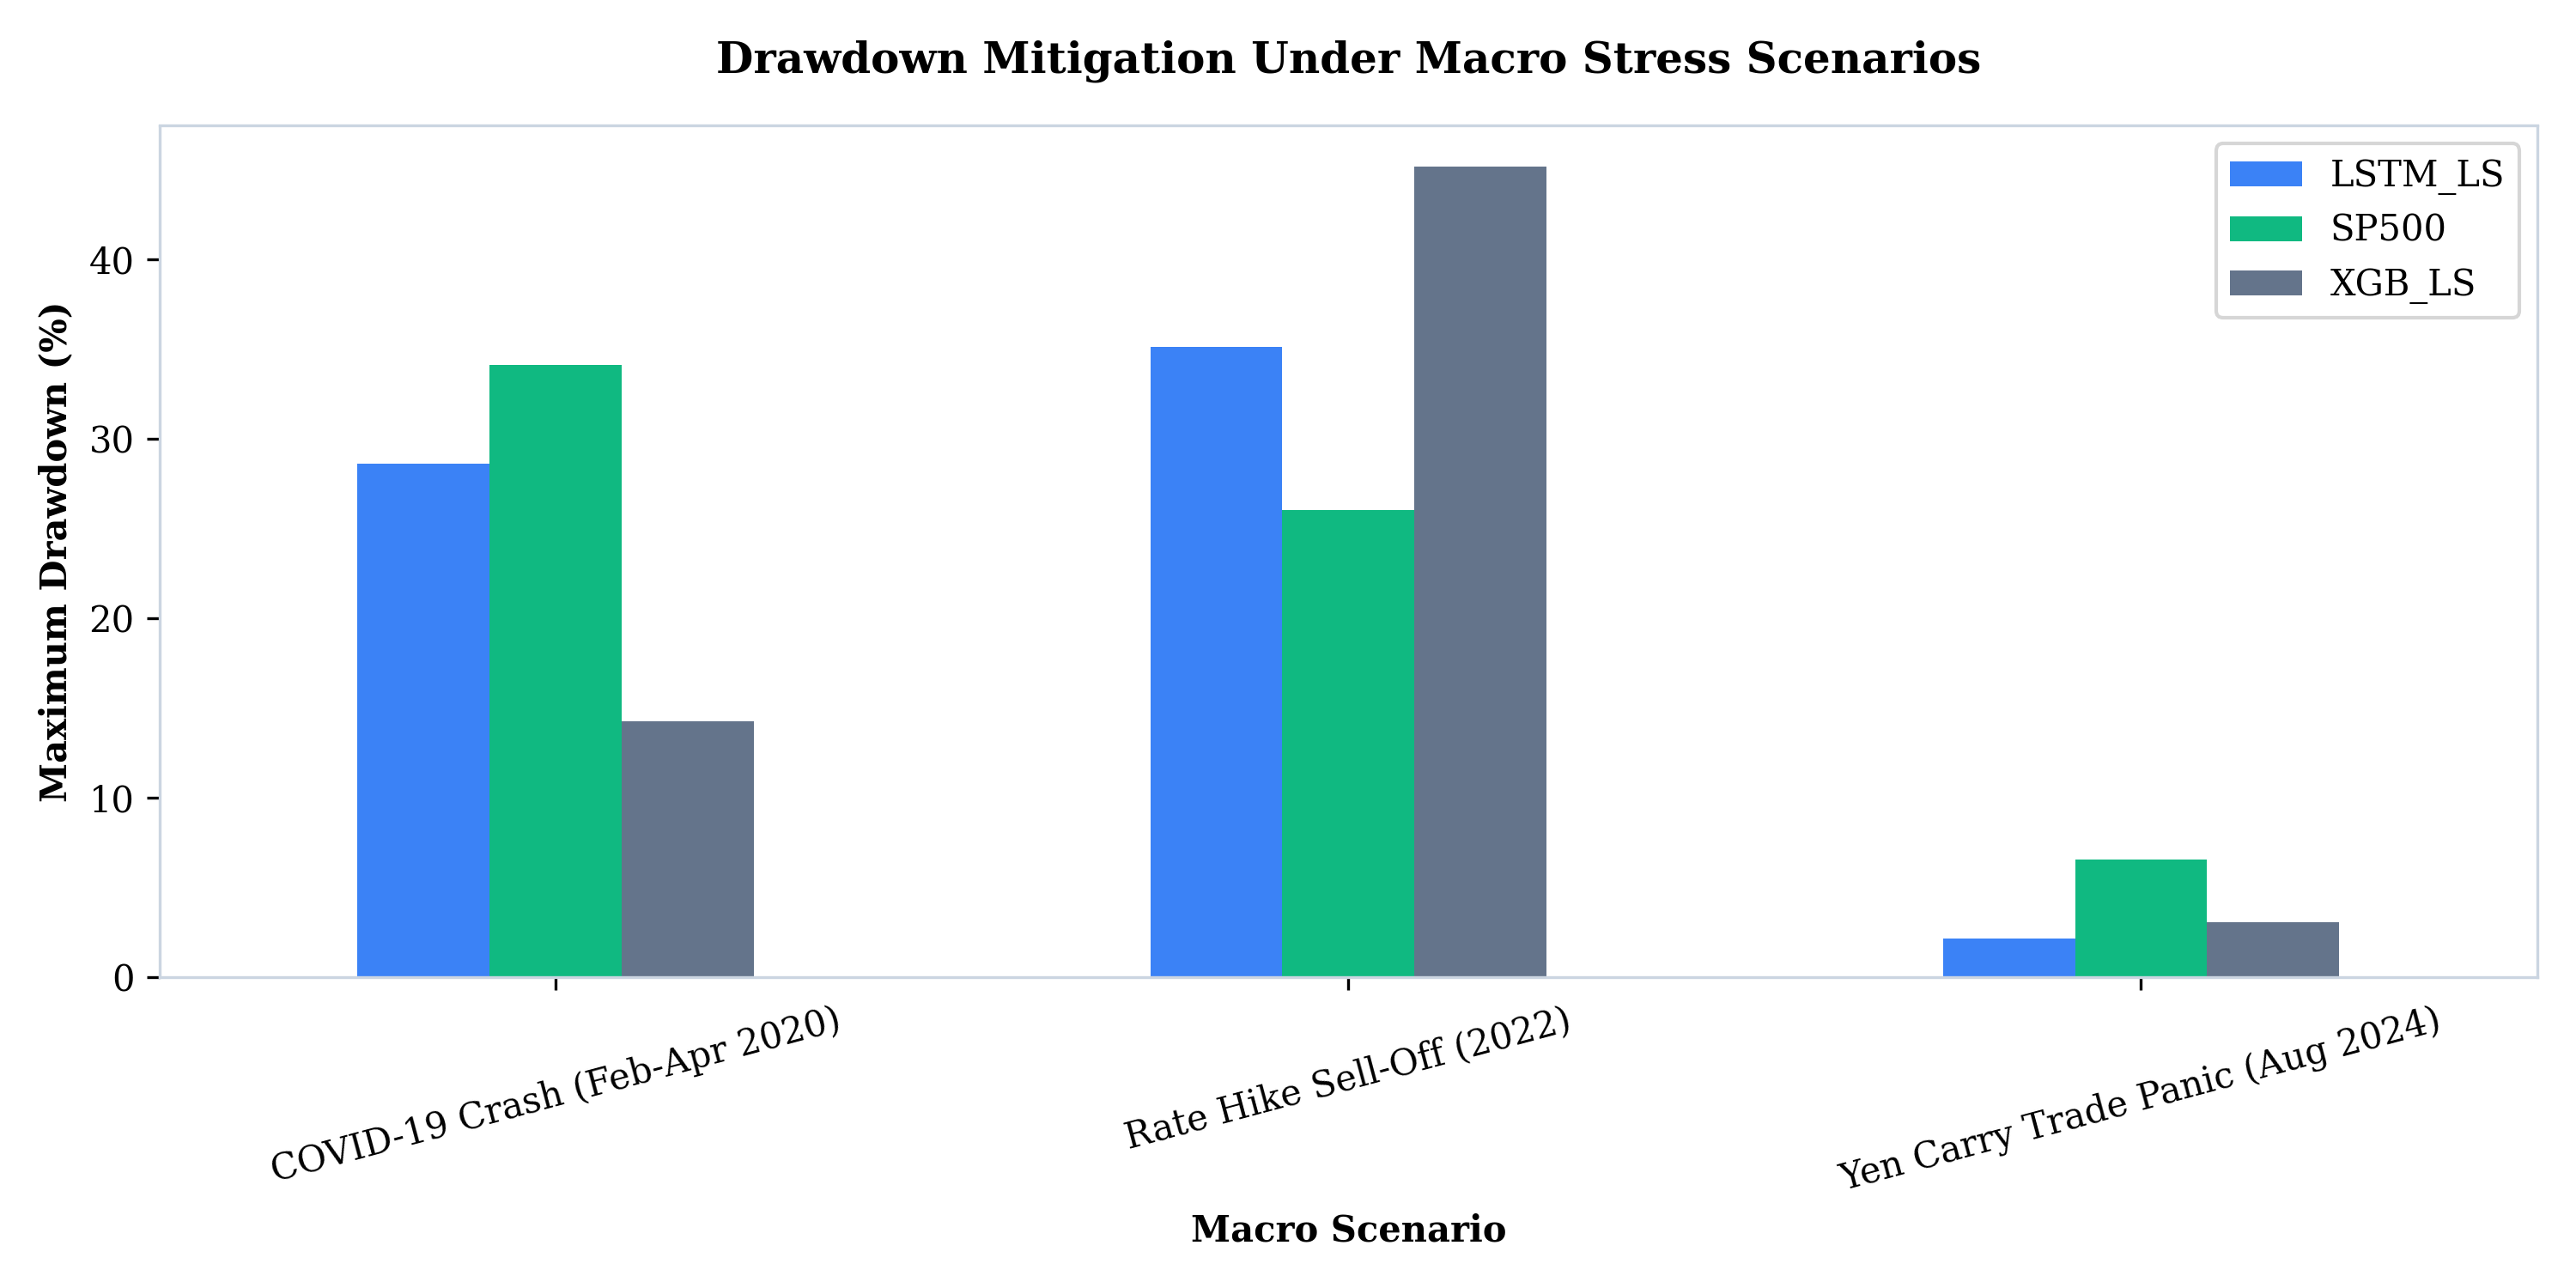 Drawdown Mitigation Under Macro Stress Scenarios
LSTM_LS
SP500
XGB_LS
Maximum Drawdown (%)
40
30
20
10
0
COVID-19 Crash (Feb-Apr 2020)
Rate Hike Sell-Off (2022)
Yen Carry Trade Panic (Aug 2024)
Macro Scenario